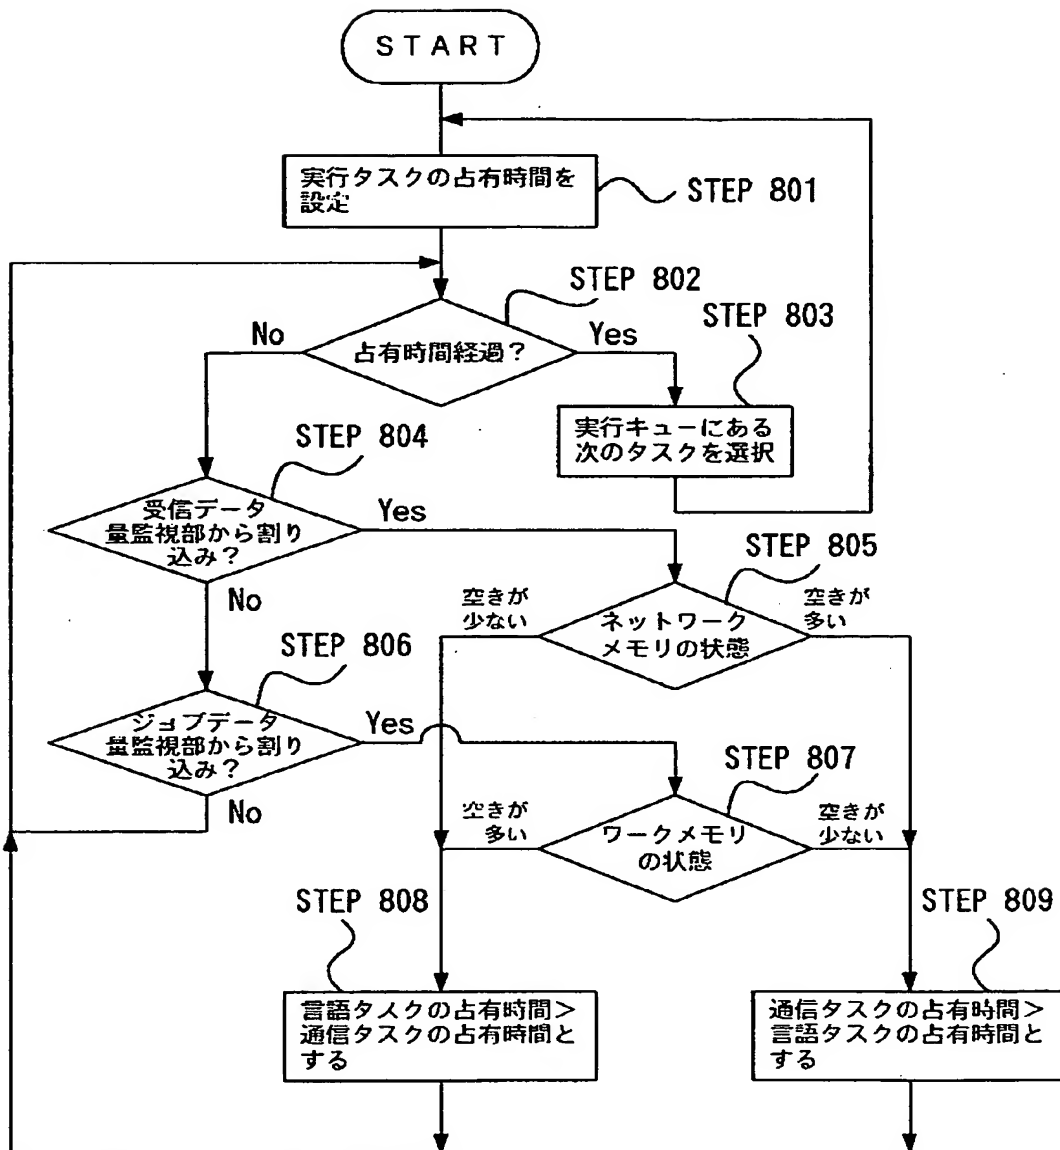 START
実行タスクの占有時間を
設定
STEP 801
STEP 802
占有時間経過?
No
Yes
STEP 803
実行キューにある
次のタスクを選択
STEP 804
受信データ
量監視部から割り
込み?
Yes
No
STEP 805
空きが
少ない
ネットワーク
メモリの状態
空きが
多い
STEP 806
ジョブデータ
量監視部から割り
込み?
Yes
No
STEP 807
空きが
多い
ワークメモリ
の状態
空きが
少ない
STEP 808
言語タスクの占有時間>
通信タスクの占有時間と
する
STEP 809
通信タスクの占有時間>
言語タスクの占有時間と
する